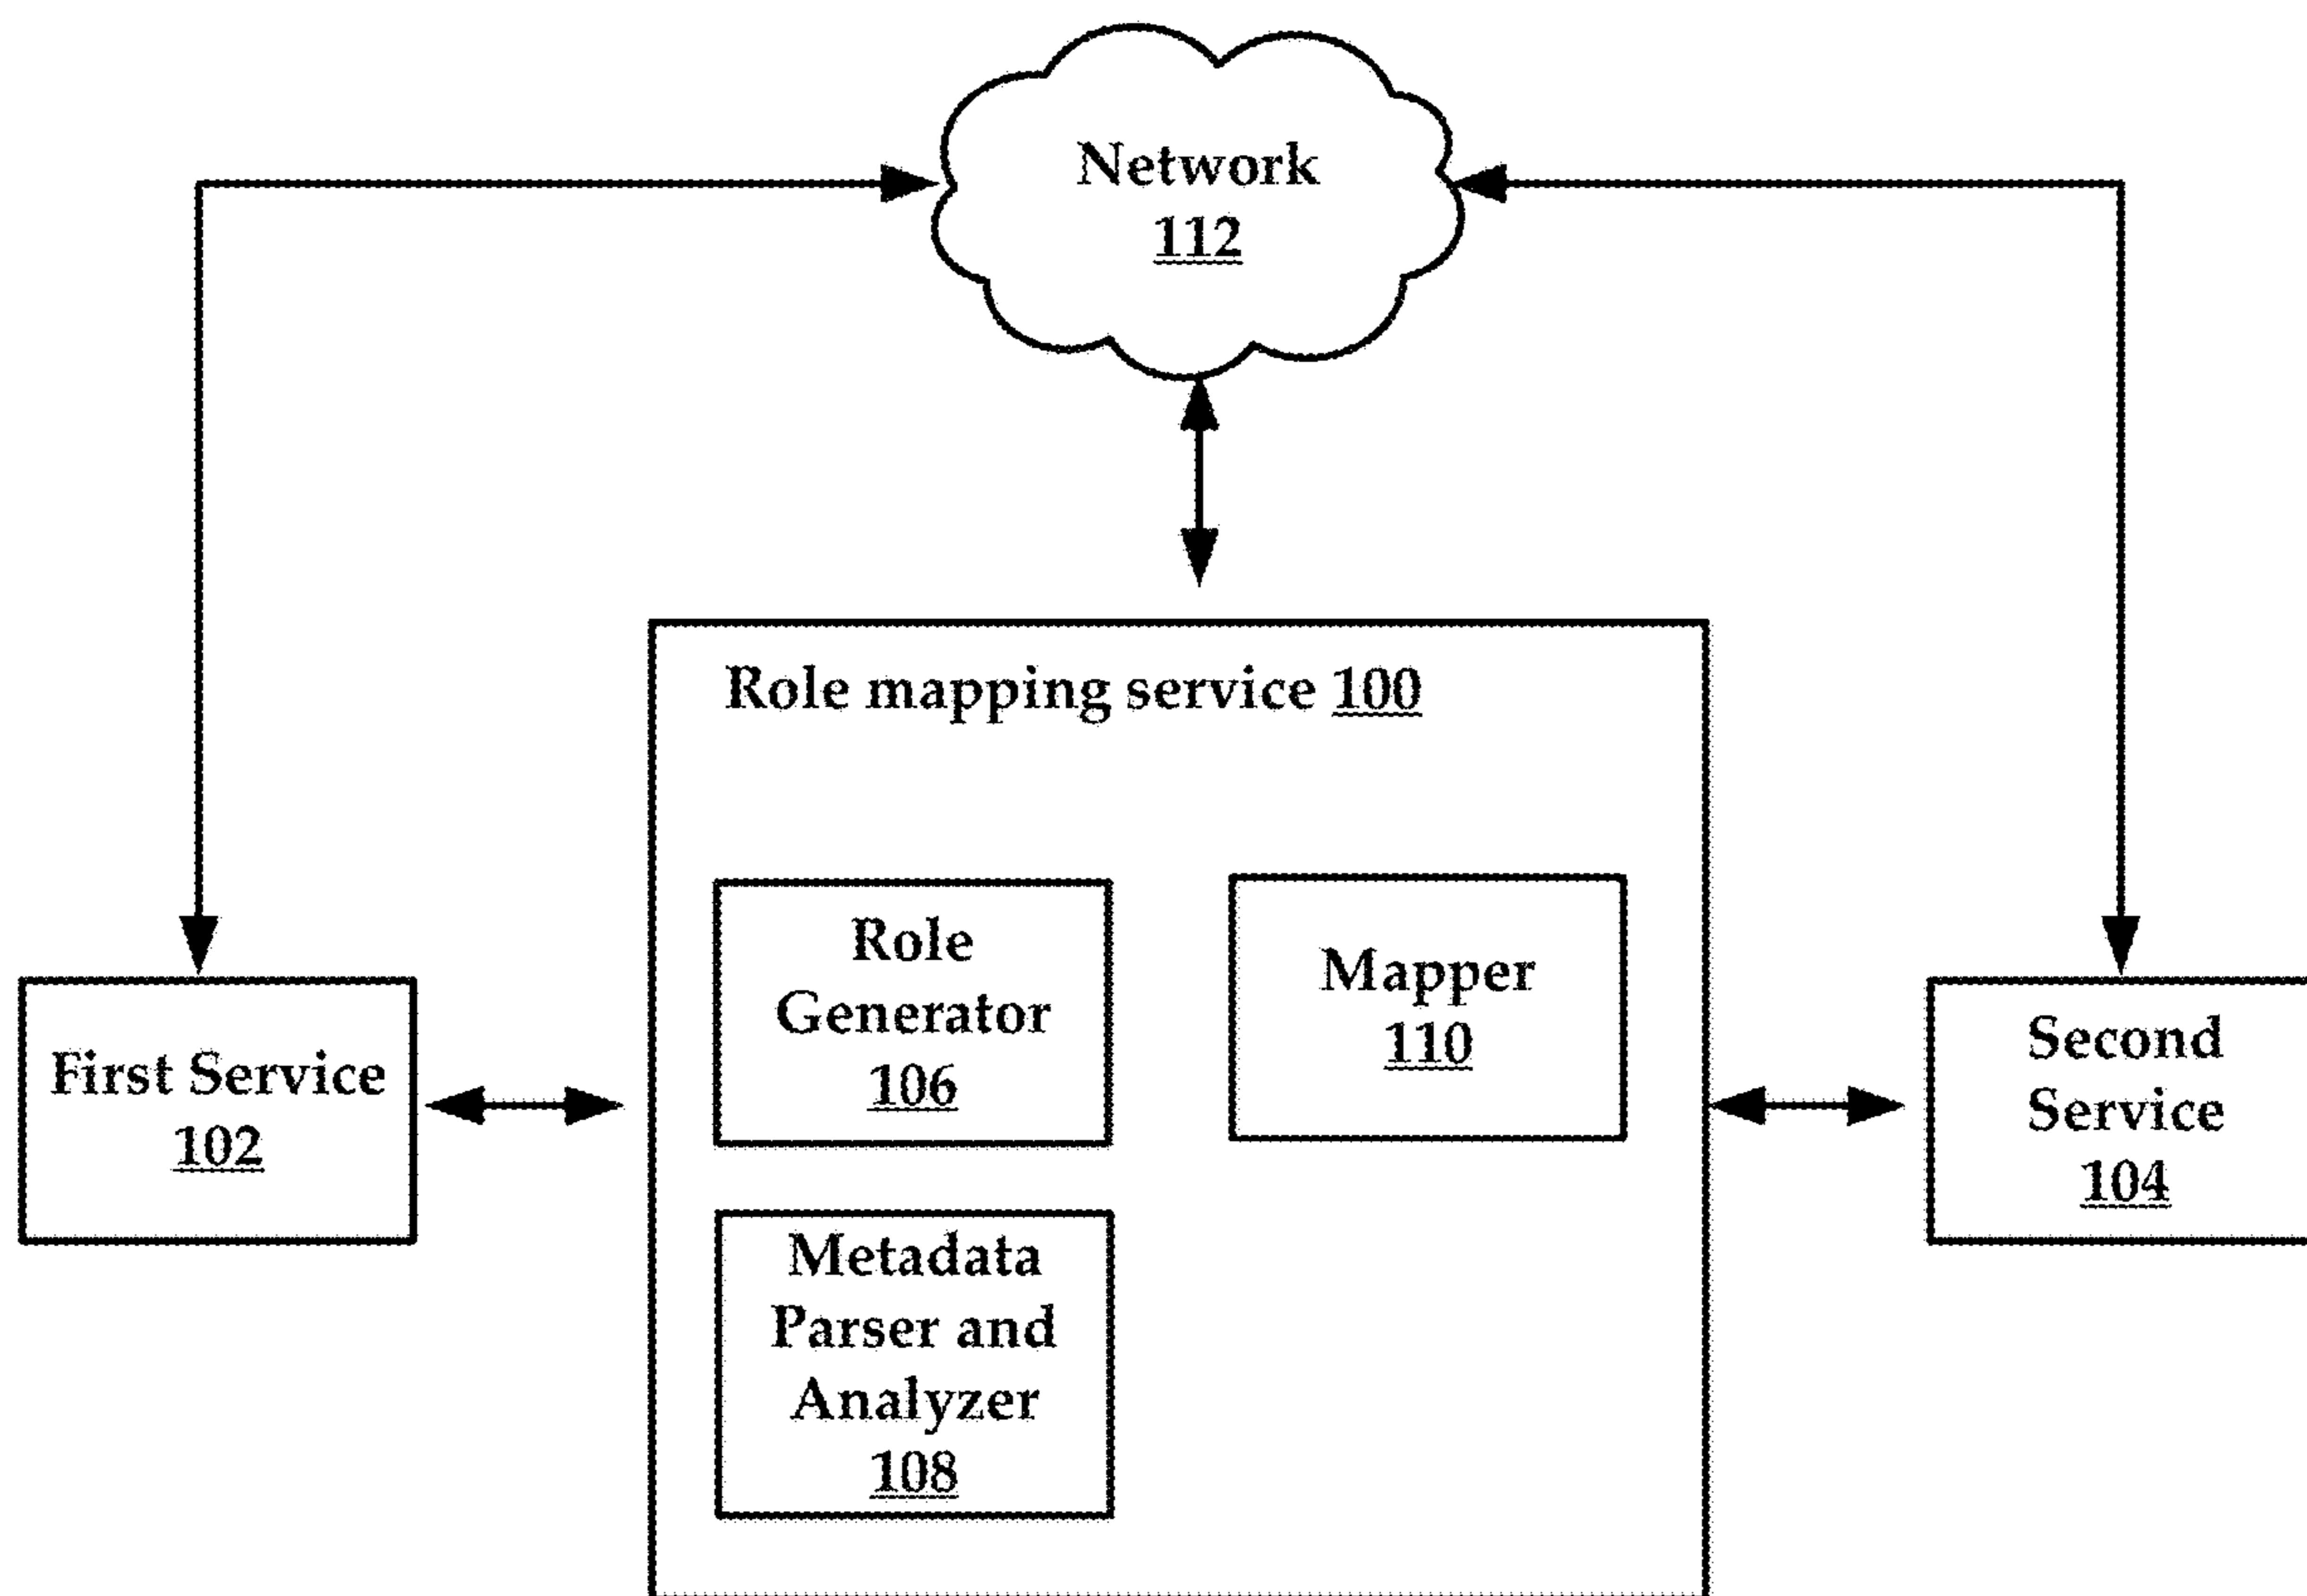 Network
112
Role mapping service 100
Role
Generator
106
Mapper
110
First Service
102
Second
Service
104
Metadata
Parser and
Analyzer
108